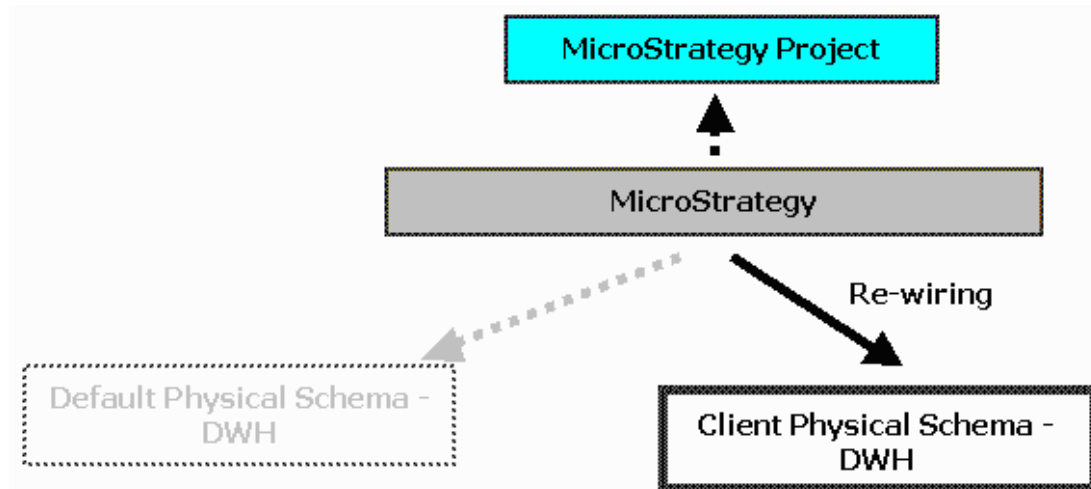 MicroStrategy Project
MicroStrategy
Re-wiring
Default Physical Schema -
DWH
Client Physical Schema -
DWH